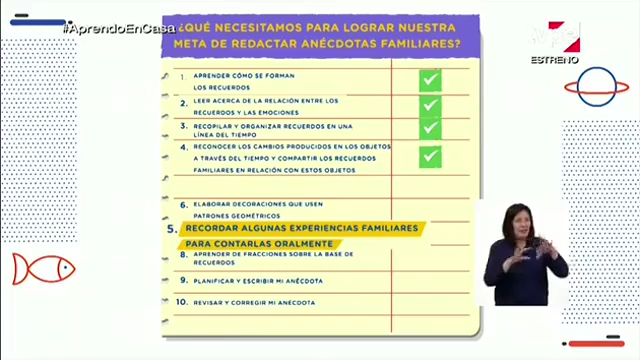 #AprendoEnCasa
¿QUÉ NECESITAMOS PARA LOGRAR NUESTRA
META DE REDACTAR ANÉCDOTAS FAMILIARES?
ESTRENO
1. APRENDER CÓMO SE FORMAN
LOS RECUERDOS
2. LEER ACERCA DE LA RELACIÓN ENTRE LOS
RECUERDOS Y LAS EMOCIONES
3. RECOPILAR Y ORGANIZAR RECUERDOS EN UNA
LÍNEA DEL TIEMPO
4. RECONOCER LOS CAMBIOS PRODUCIDOS EN LOS OBJETOS
A TRAVÉS DEL TIEMPO Y COMPARTIR LOS RECUERDOS
FAMILIARES EN RELACIÓN CON ESTOS OBJETOS
6. ELABORAR DECORACIONES QUE USEN
PATRONES GEOMÉTRICOS
5. RECORDAR ALGUNAS EXPERIENCIAS FAMILIARES
PARA CONTARLAS ORALMENTE
8. APRENDER DE FRACCIONES SOBRE LA BASE DE
RECUERDOS
9. PLANIFICAR Y ESCRIBIR MI ANÉCDOTA
10. REVISAR Y CORREGIR MI ANÉCDOTA